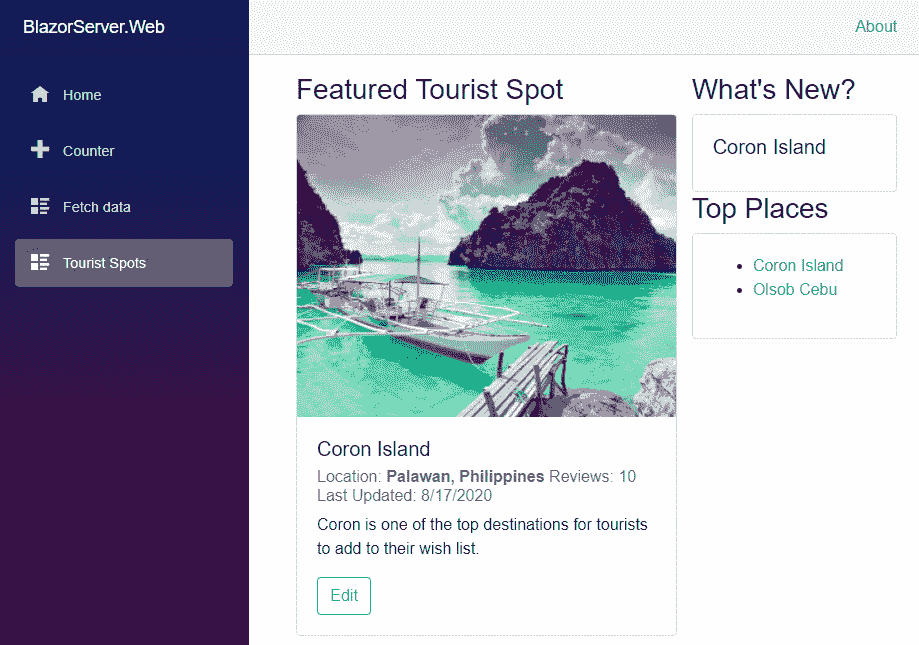 BlazorServer.Web
Home
Counter
Fetch data
Tourist Spots
About
Featured Tourist Spot
Coron Island
Location: Palawan, Philippines Reviews: 10
Last Updated: 8/17/2020
Coron is one of the top destinations for tourists
to add to their wish list.
Edit
What's New?
Coron Island
Top Places
Coron Island
Olsob Cebu